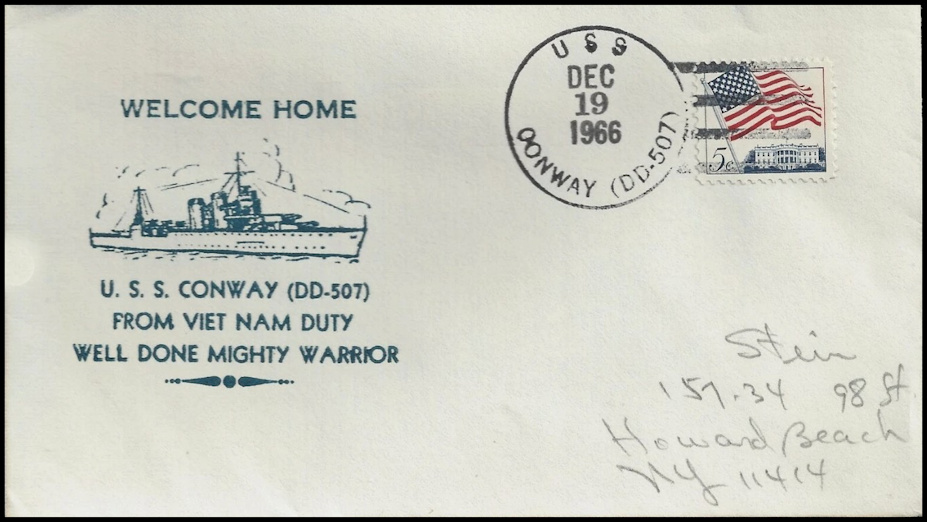 WELCOME HOME
U. S. S. CONWAY (DD-507)
FROM VIET NAM DUTY
WELL DONE MIGHTY WARRIOR
USS
DEC
19
1966
CONWAY (DD-507)
5c
Stein
157-34 98 St
Howard Beach
NY 11414